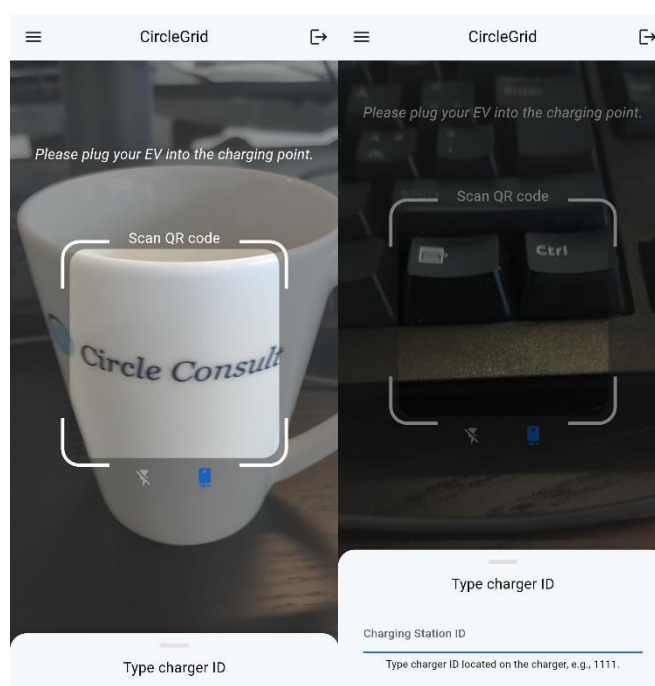 CircleGrid
Please plug your EV into the charging point.
Scan QR code
Circle Consult
Type charger ID
CircleGrid
Please plug your EV into the charging point.
Scan QR code
Ctrl
Type charger ID
Charging Station ID
Type charger ID located on the charger, e.g., 1111.